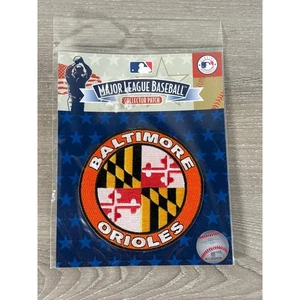 MAJOR LEAGUE BASEBALL
COLLECTOR PATCH
BALTIMORE
ORIOLES